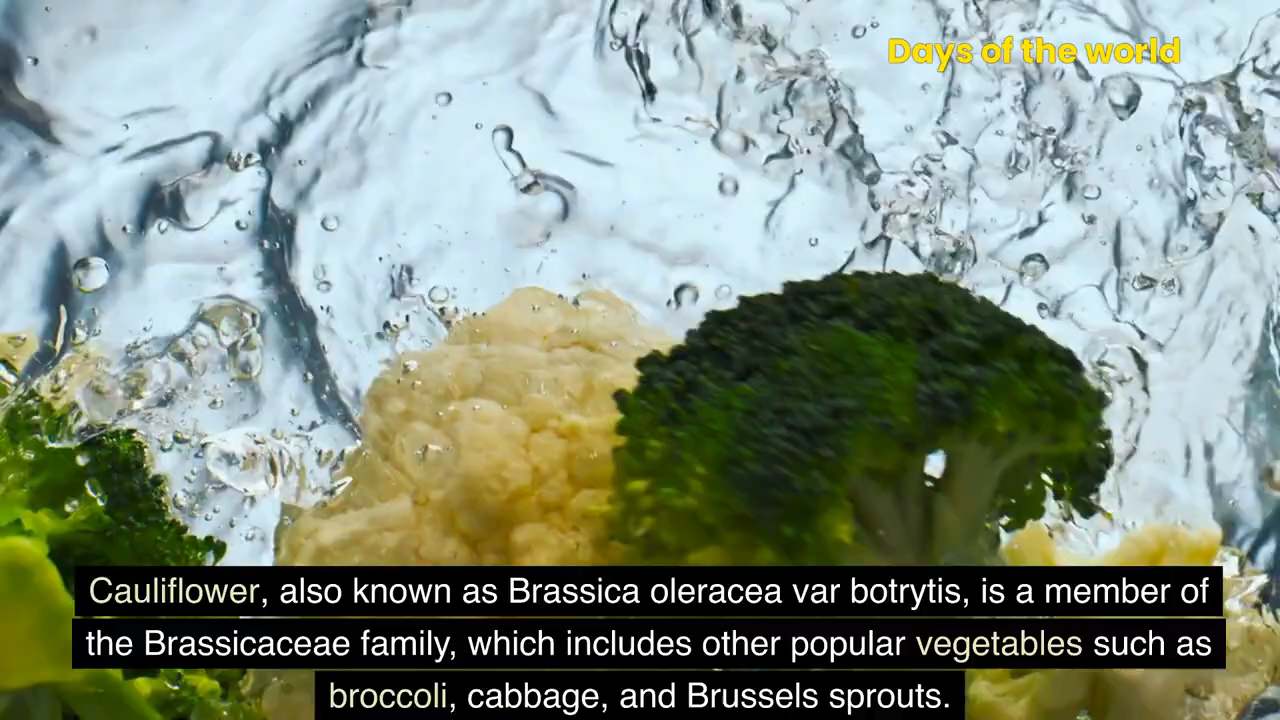 Days of the world
Cauliflower, also known as Brassica oleracea var botrytis, is a member of
the Brassicaceae family, which includes other popular vegetables such as
broccoli, cabbage, and Brussels sprouts.